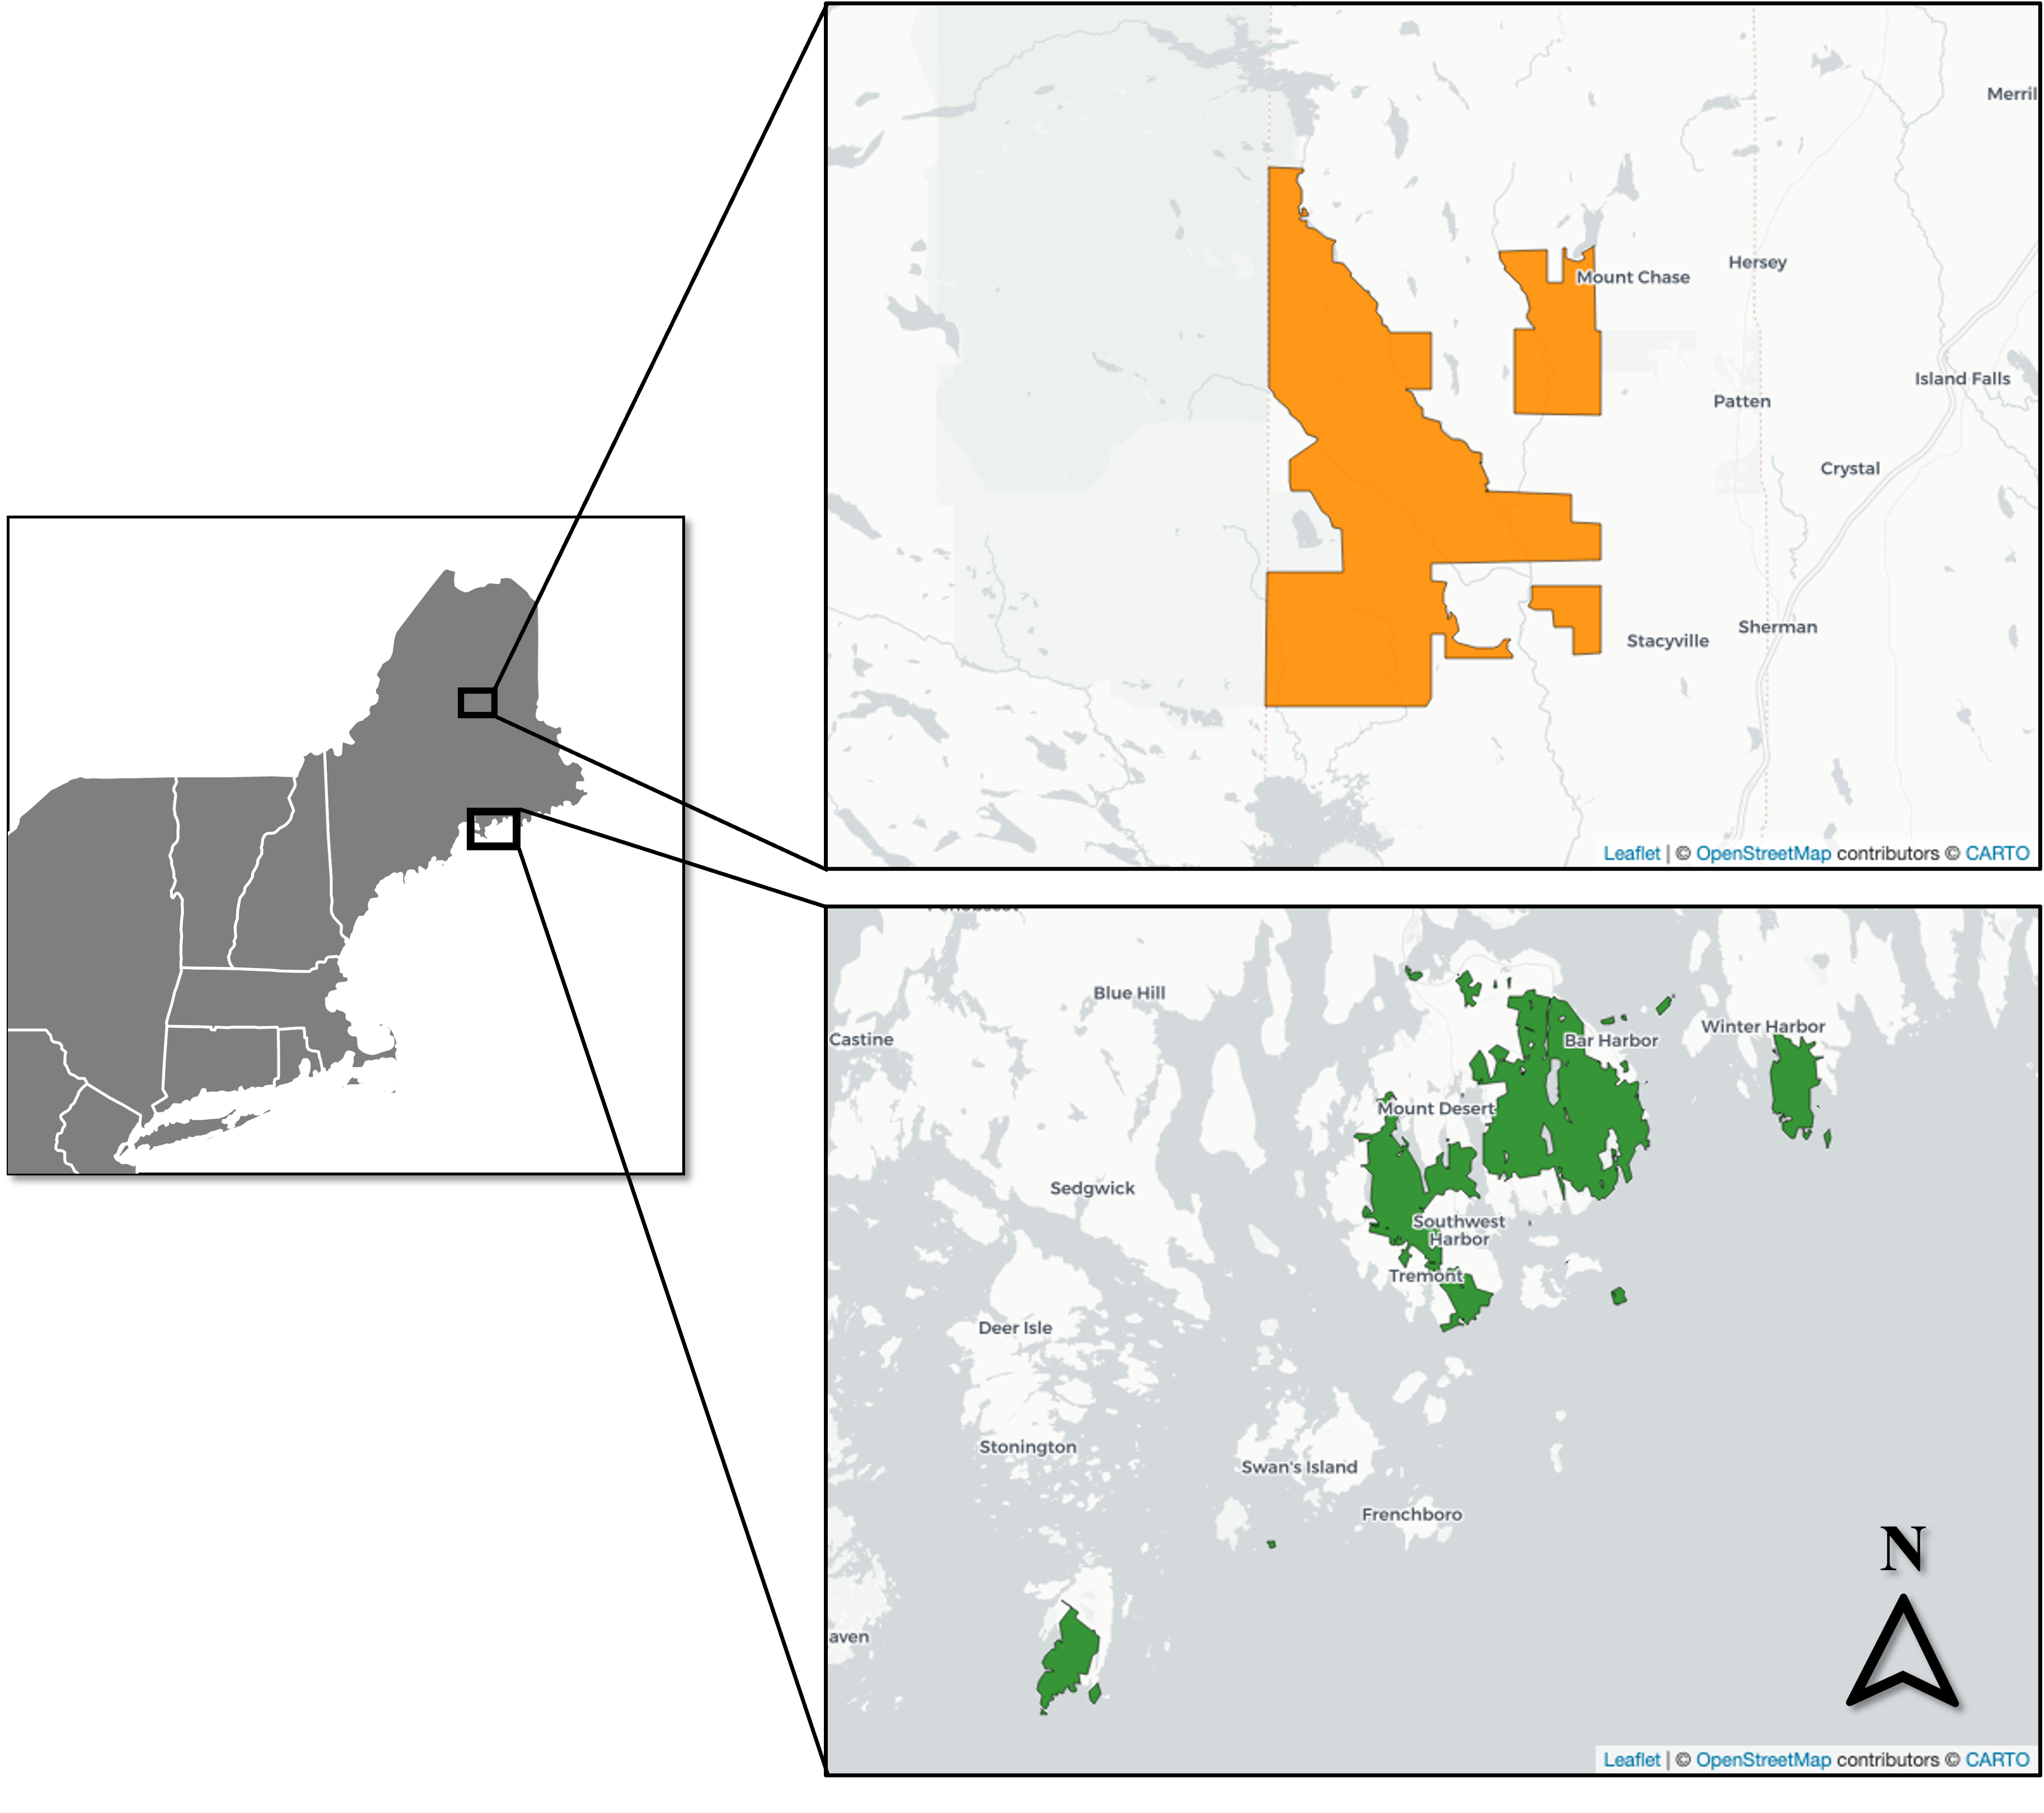 Merril
Hersey
Mount Chase
Island Falls
Patten
Crystal
Sherman
Stacyville
Leaflet | © OpenStreetMap contributors © CARTO
Blue Hill
Winter Harbor
Castine
Bar Harbor
Mount Desert
Sedgwick
Southwest
Harbor
Tremont
Deer Isle
Stonington
Swan's Island
Frenchboro
N
aven
Leaflet | © OpenStreetMap contributors © CARTO